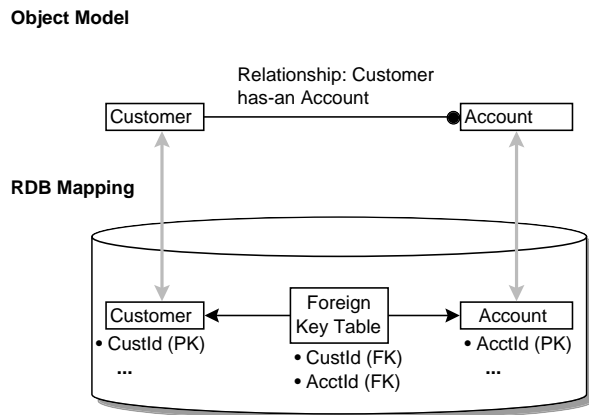 Object Model
Relationship: Customer
has-an Account
Customer
Account
RDB Mapping
Customer
Foreign
Key Table
Account
• CustId (PK)
...
• CustId (FK)
• AcctId (FK)
• AcctId (PK)
...